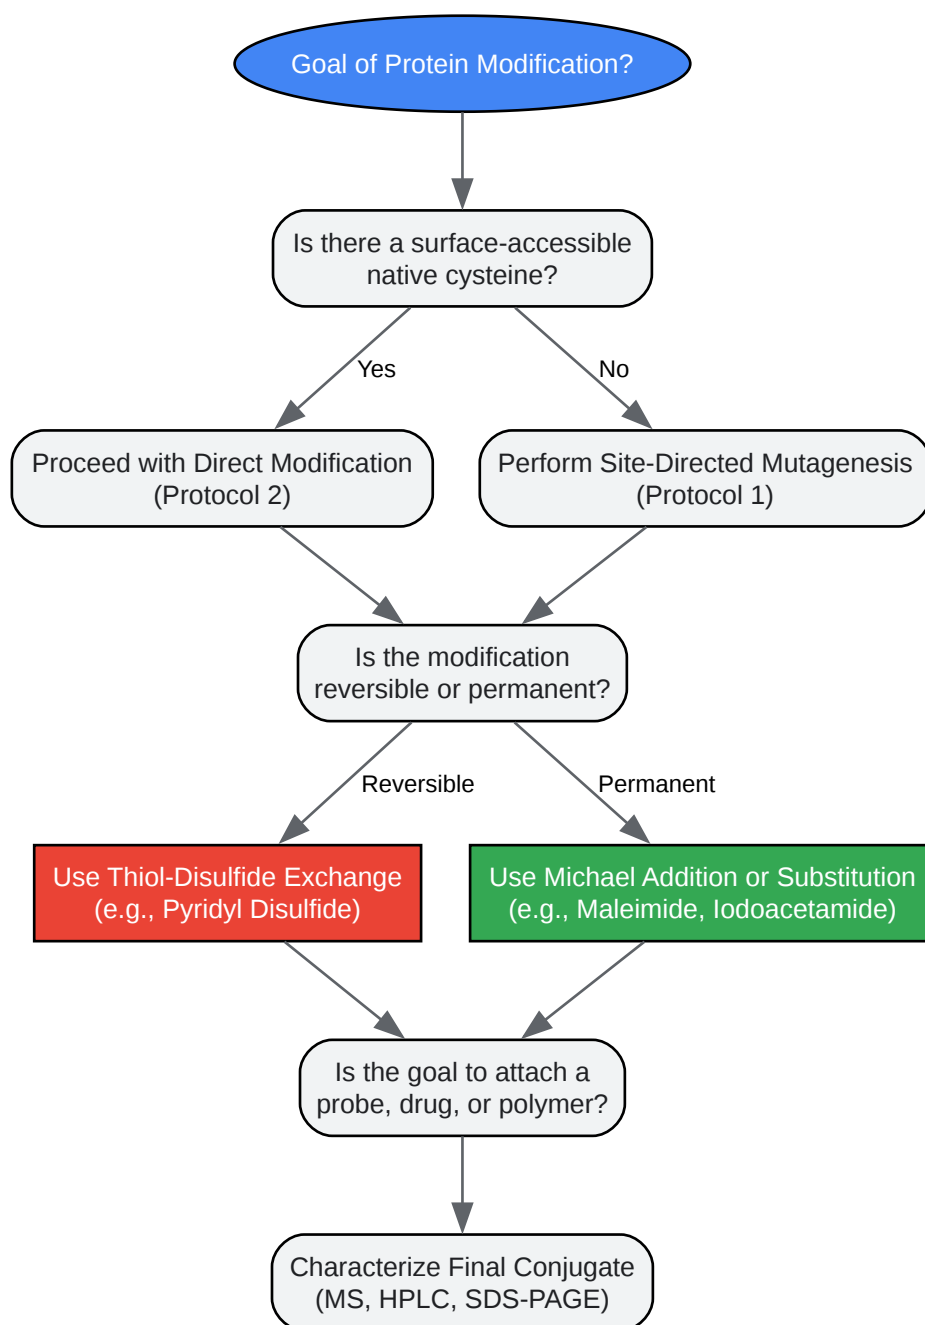 Goal of Protein Modification?
Is there a surface-accessible
native cysteine?
Yes
No
Proceed with Direct Modification
(Protocol 2)
Perform Site-Directed Mutagenesis
(Protocol 1)
Is the modification
reversible or permanent?
Reversible
Permanent
Use Thiol-Disulfide Exchange
(e.g., Pyridyl Disulfide)
Use Michael Addition or Substitution
(e.g., Maleimide, Iodoacetamide)
Is the goal to attach a
probe, drug, or polymer?
Characterize Final Conjugate
(MS, HPLC, SDS-PAGE)